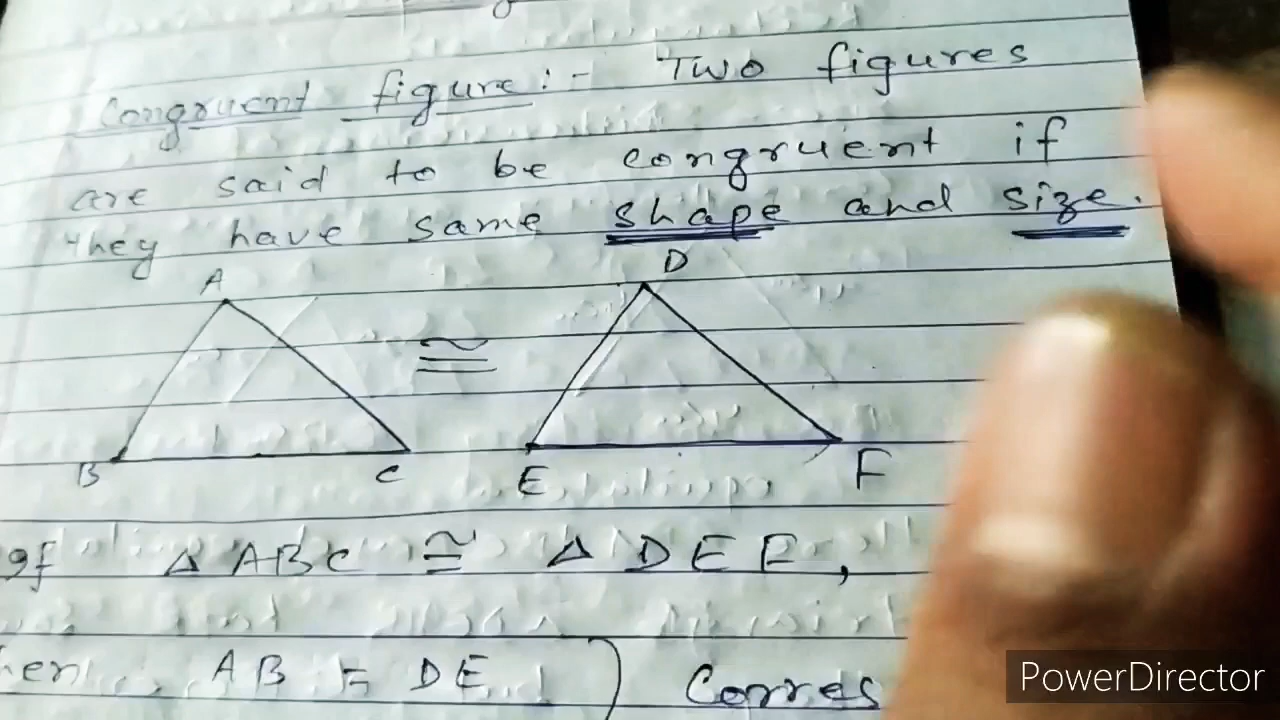 Congruent figure :- Two figures
are said to be congruent if
they have same shape and size.
A D
≅
B C E F
If △ ABC ≅ △ DEF,
AB = DE ) Corres
PowerDirector